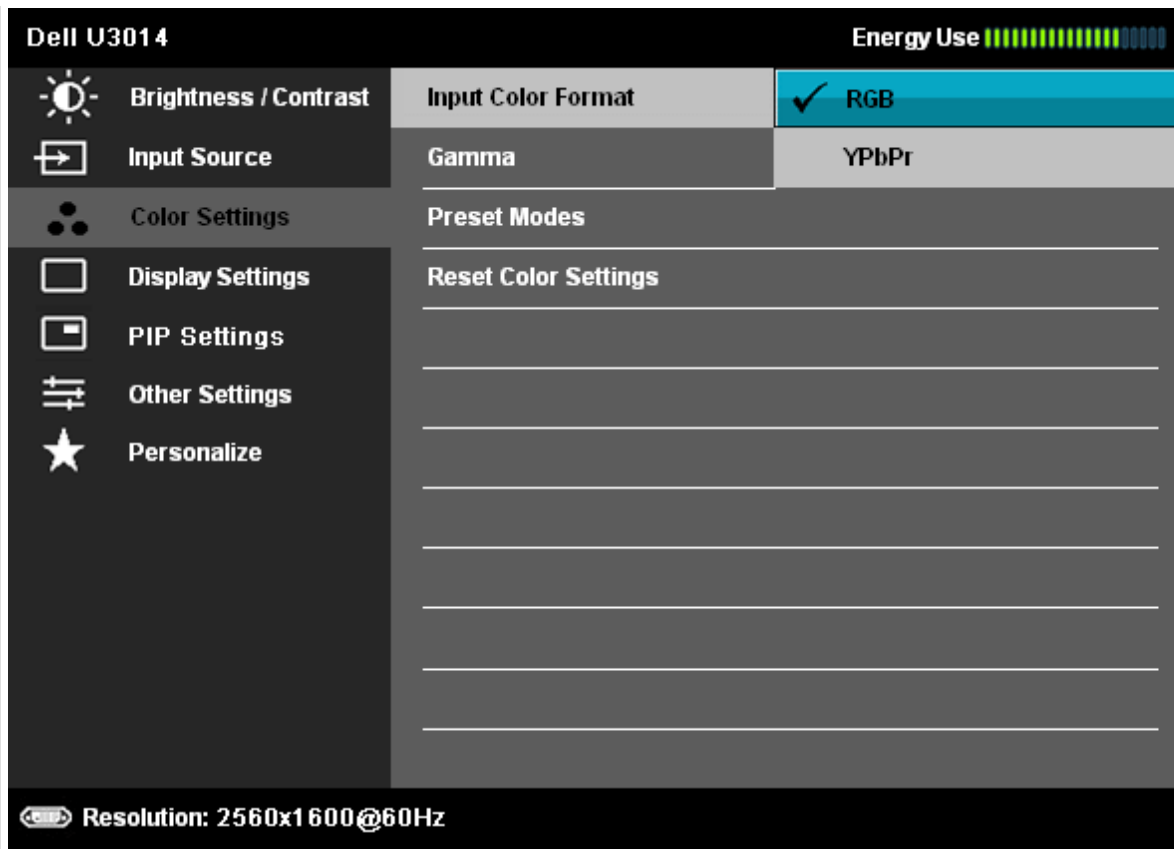 Dell U3014 Energy Use
Brightness / Contrast Input Color Format ✓ RGB
Input Source Gamma YPbPr
Color Settings Preset Modes
Display Settings Reset Color Settings
PIP Settings
Other Settings
Personalize
Resolution: 2560x1600@60Hz